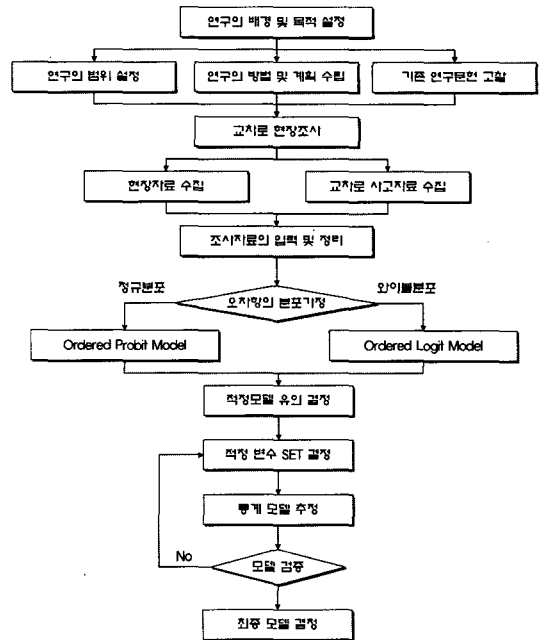 연구의 배경 및 목적 설정
연구의 범위 설정
연구의 방법 및 계획 수립
기존 연구문헌 고찰
교차로 현장조사
현장자료 수집
교차로 사고자료 수집
조사자료의 입력 및 정리
정규분포
오차항의 분포가정
와이블분포
Ordered Probit Model
Ordered Logit Model
적정모델 유의 결정
적정 변수 SET 결정
통계 모델 추정
No
모델 검증
최종 모델 결정